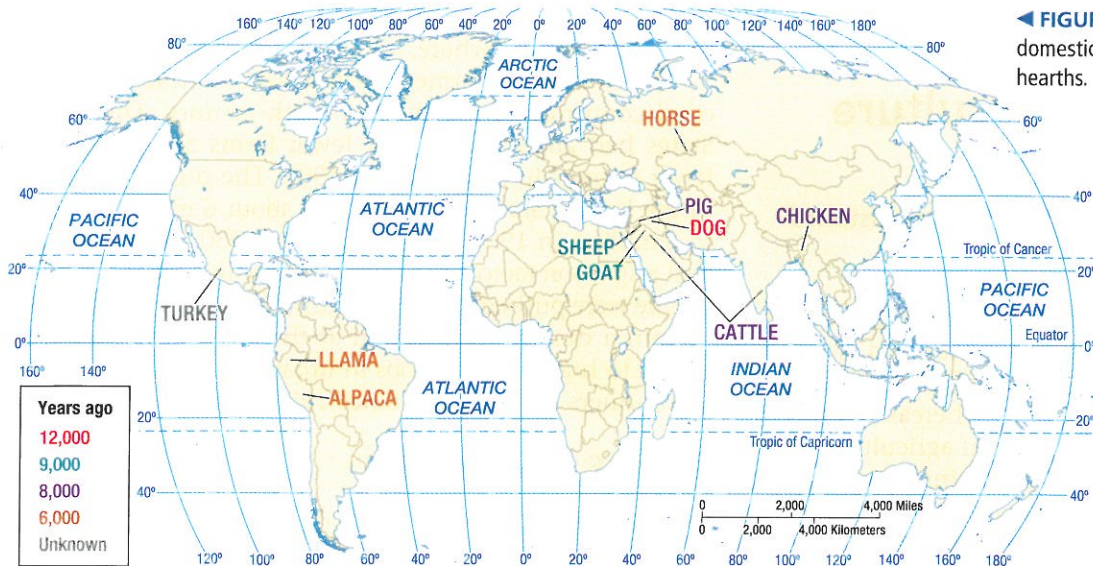 160° 140° 120° 100° 80° 60° 40° 20° 0° 20° 40° 60° 80° 100° 120° 140° 160°
◀ FIGUR
domestic
hearths.
80° 80°
ARCTIC
OCEAN
HORSE
60° 60°
40° 40°
PACIFIC
OCEAN
ATLANTIC
OCEAN
PIG
DOG
CHICKEN
SHEEP
GOAT
Tropic of Cancer
20° 20°
PACIFIC
OCEAN
TURKEY
CATTLE
Equator
0° 0°
160° 140°
LLAMA
ALPACA
ATLANTIC
OCEAN
INDIAN
OCEAN
20° 20°
Tropic of Capricorn
40° 40°
Years ago
12,000
9,000
8,000
6,000
Unknown
0 2,000 4,000 Miles
0 2,000 4,000 Kilometers
120° 100° 80° 60° 40° 20° 0° 20° 40° 60° 80° 100° 120° 140° 160° 180°